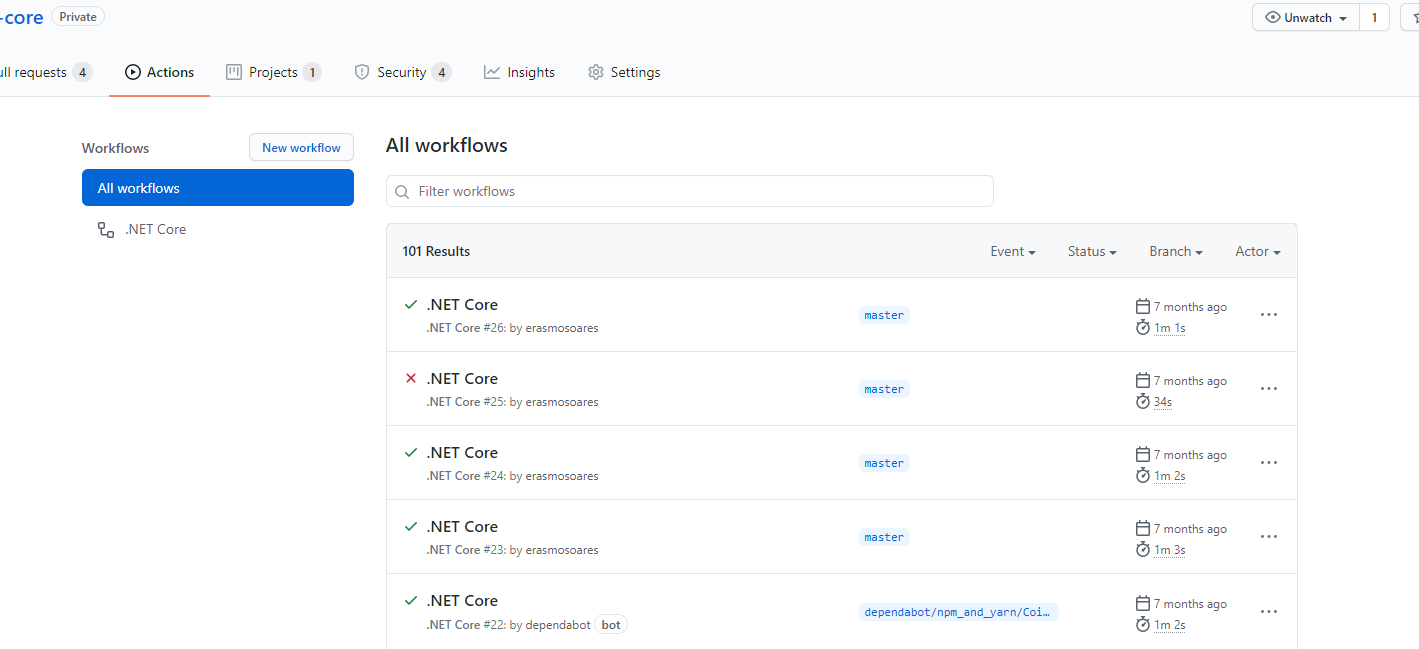 -core Private
Unwatch 1
ull requests 4 Actions Projects 1 Security 4 Insights Settings
Workflows
New workflow
All workflows
.NET Core
All workflows
Filter workflows
101 Results Event Status Branch Actor
.NET Core
.NET Core #26: by erasmosoares
master
7 months ago
1m 1s
.NET Core
.NET Core #25: by erasmosoares
master
7 months ago
34s
.NET Core
.NET Core #24: by erasmosoares
master
7 months ago
1m 2s
.NET Core
.NET Core #23: by erasmosoares
master
7 months ago
1m 3s
.NET Core
.NET Core #22: by dependabot bot
dependabot/npm_and_yarn/Coi…
7 months ago
1m 2s